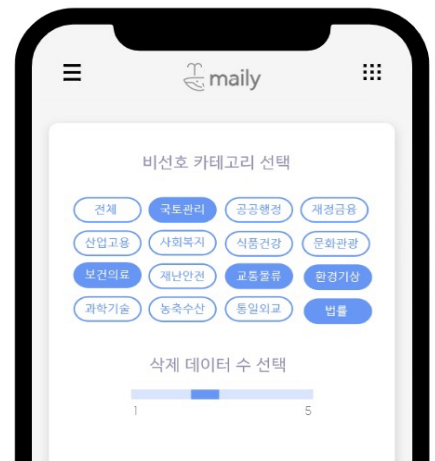 maily
비선호 카테고리 선택
전체 국토관리 공공행정 재정금융
산업고용 사회복지 식품건강 문화관광
보건의료 재난안전 교통물류 환경기상
과학기술 농축수산 통일외교 법률
삭제 데이터 수 선택
1 5